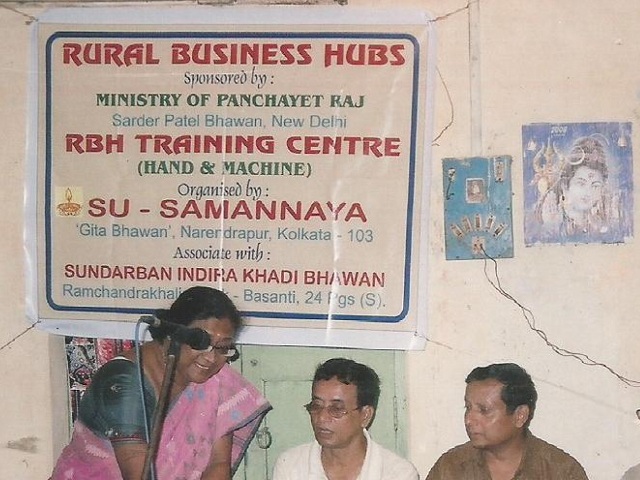 RURAL BUSINESS HUBS
Sponsored by :
MINISTRY OF PANCHAYET RAJ
Sarder Patel Bhawan, New Delhi
RBH TRAINING CENTRE
(HAND & MACHINE)
Organised by :
SU - SAMANNAYA
'Gita Bhawan', Narendrapur, Kolkata - 103
Associate with :
SUNDARBAN INDIRA KHADI BHAWAN
- Basanti, 24 Pgs (S).
2008